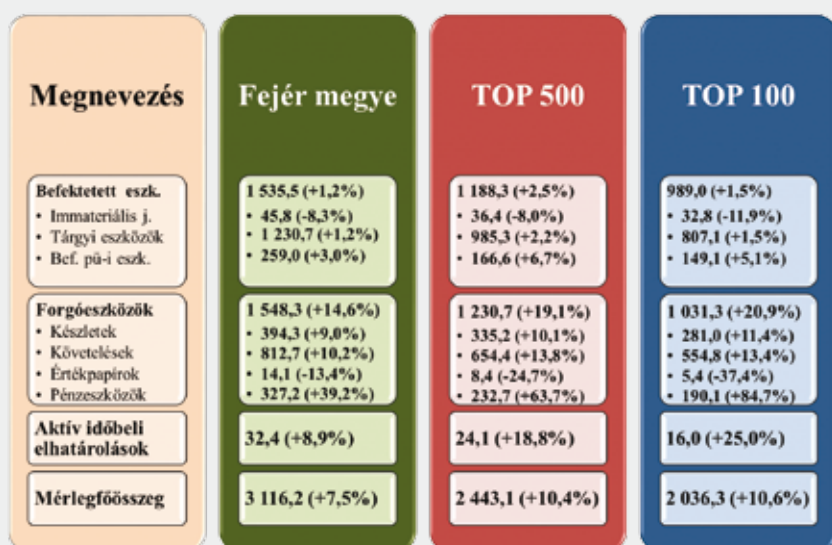 Megnevezés
Befektetett eszk.
• Immateriális j.
• Tárgyi eszközök
• Bef. pü-i eszk.
Forgóeszközök
• Készletek
• Követelések
• Értékpapírok
• Pénzeszközök
Aktív időbeli
elhatárolások
Mérlegfőösszeg
Fejér megye
1 535,5 (+1,2%)
• 45,8 (-8,3%)
• 1 230,7 (+1,2%)
• 259,0 (+3,0%)
1 548,3 (+14,6%)
• 394,3 (+9,0%)
• 812,7 (+10,2%)
• 14,1 (-13,4%)
• 327,2 (+39,2%)
32,4 (+8,9%)
3 116,2 (+7,5%)
TOP 500
1 188,3 (+2,5%)
• 36,4 (-8,0%)
• 985,3 (+2,2%)
• 166,6 (+6,7%)
1 230,7 (+19,1%)
• 335,2 (+10,1%)
• 654,4 (+13,8%)
• 8,4 (-24,7%)
• 232,7 (+63,7%)
24,1 (+18,8%)
2 443,1 (+10,4%)
TOP 100
989,0 (+1,5%)
• 32,8 (-11,9%)
• 807,1 (+1,5%)
• 149,1 (+5,1%)
1 031,3 (+20,9%)
• 281,0 (+11,4%)
• 554,8 (+13,4%)
• 5,4 (-37,4%)
• 190,1 (+84,7%)
16,0 (+25,0%)
2 036,3 (+10,6%)